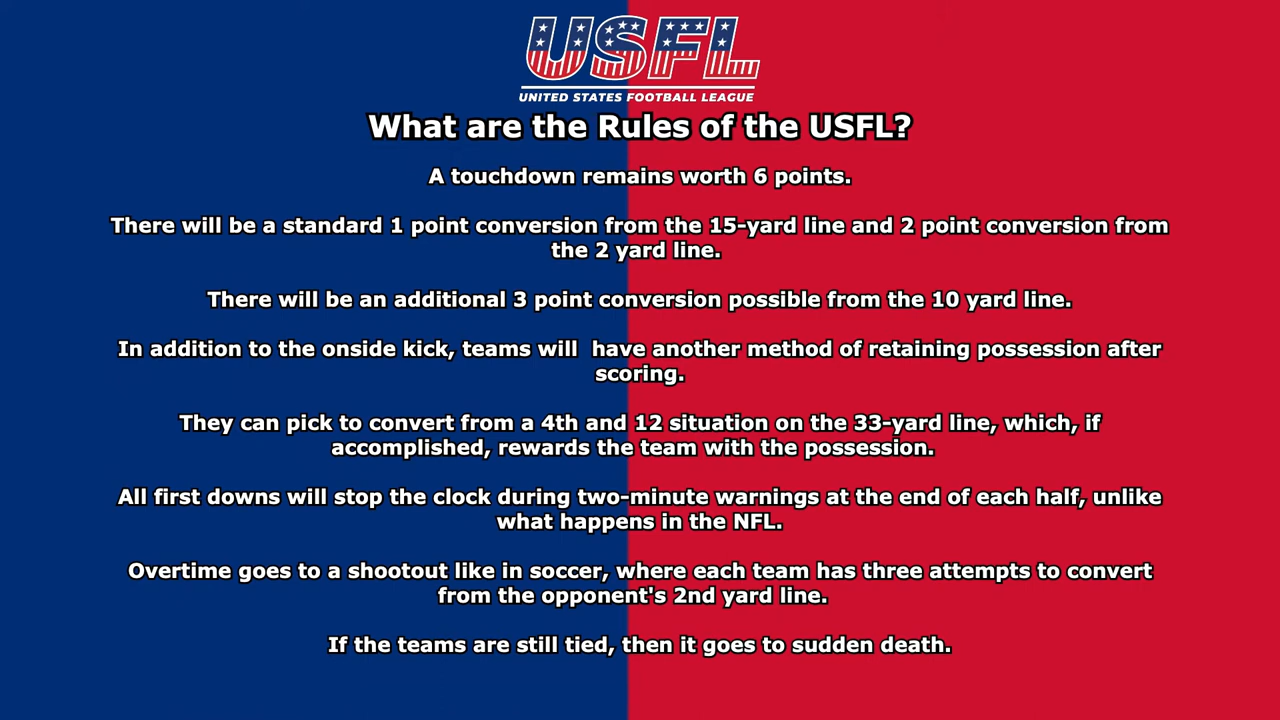 USFL
UNITED STATES FOOTBALL LEAGUE
What are the Rules of the USFL?
A touchdown remains worth 6 points.
There will be a standard 1 point conversion from the 15-yard line and 2 point conversion from
the 2 yard line.
There will be an additional 3 point conversion possible from the 10 yard line.
In addition to the onside kick, teams will  have another method of retaining possession after
scoring.
They can pick to convert from a 4th and 12 situation on the 33-yard line, which, if
accomplished, rewards the team with the possession.
All first downs will stop the clock during two-minute warnings at the end of each half, unlike
what happens in the NFL.
Overtime goes to a shootout like in soccer, where each team has three attempts to convert
from the opponent's 2nd yard line.
If the teams are still tied, then it goes to sudden death.